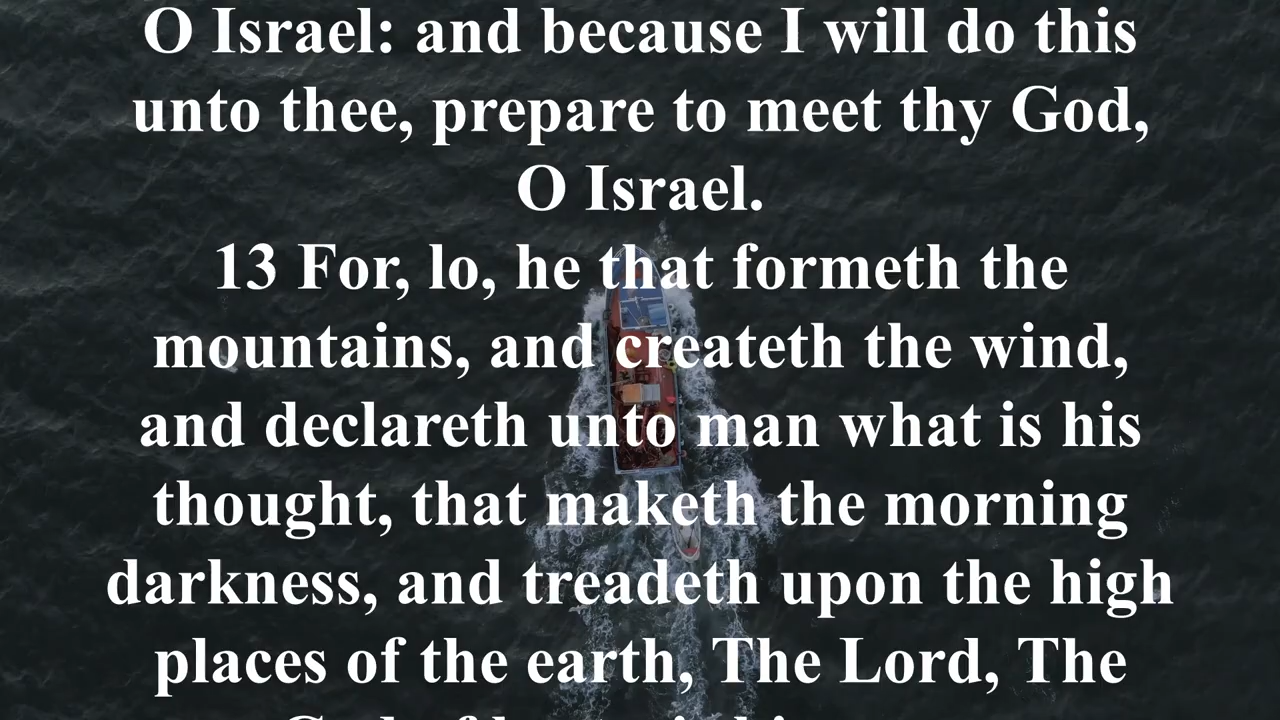 O Israel: and because I will do this
unto thee, prepare to meet thy God,
O Israel.
13 For, lo, he that formeth the
mountains, and createth the wind,
and declareth unto man what is his
thought, that maketh the morning
darkness, and treadeth upon the high
places of the earth, The Lord, The